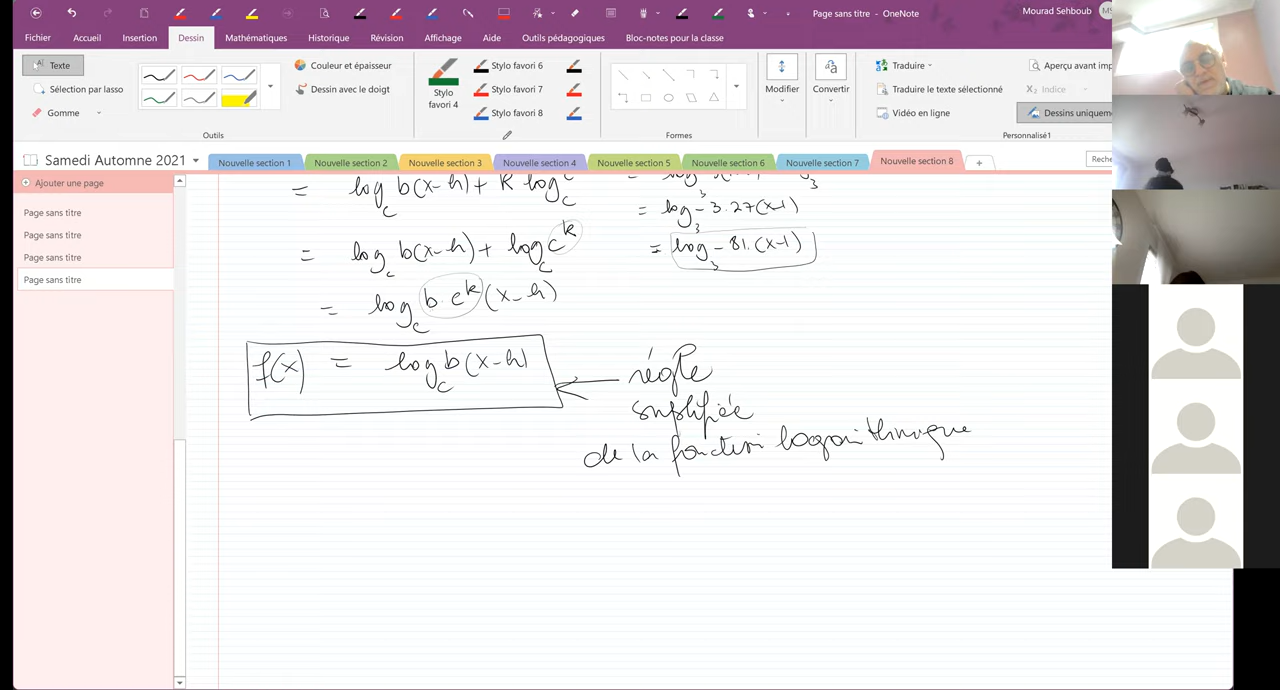 Page sans titre - OneNote
Mourad Sehboub
Fichier Accueil Insertion Dessin Mathématiques Historique Révision Affichage Aide Outils pédagogiques Bloc-notes pour la classe
Texte
Sélection par lasso
Gomme
Outils
Couleur et épaisseur
Dessin avec le doigt
Stylo favori 4
Stylo favori 6
Stylo favori 7
Stylo favori 8
Formes
Modifier
Convertir
Traduire
Traduire le texte sélectionné
Vidéo en ligne
Aperçu avant imp
Indice
Dessins uniqueme
Personnalisé1
Samedi Automne 2021
Nouvelle section 1 Nouvelle section 2 Nouvelle section 3 Nouvelle section 4 Nouvelle section 5 Nouvelle section 6 Nouvelle section 7 Nouvelle section 8
Reche
Ajouter une page
Page sans titre
Page sans titre
Page sans titre
Page sans titre
= log_c b(x-h) + k log_c c
= log_c b(x-h) + log_c c^k
= log_c b.c^k(x-h)
= log_3 -3.27(x-1)
= log_3 -81.(x-1)
f(x) = log_c b(x-h)
règle
simplifiée
de la fonction logarithmique